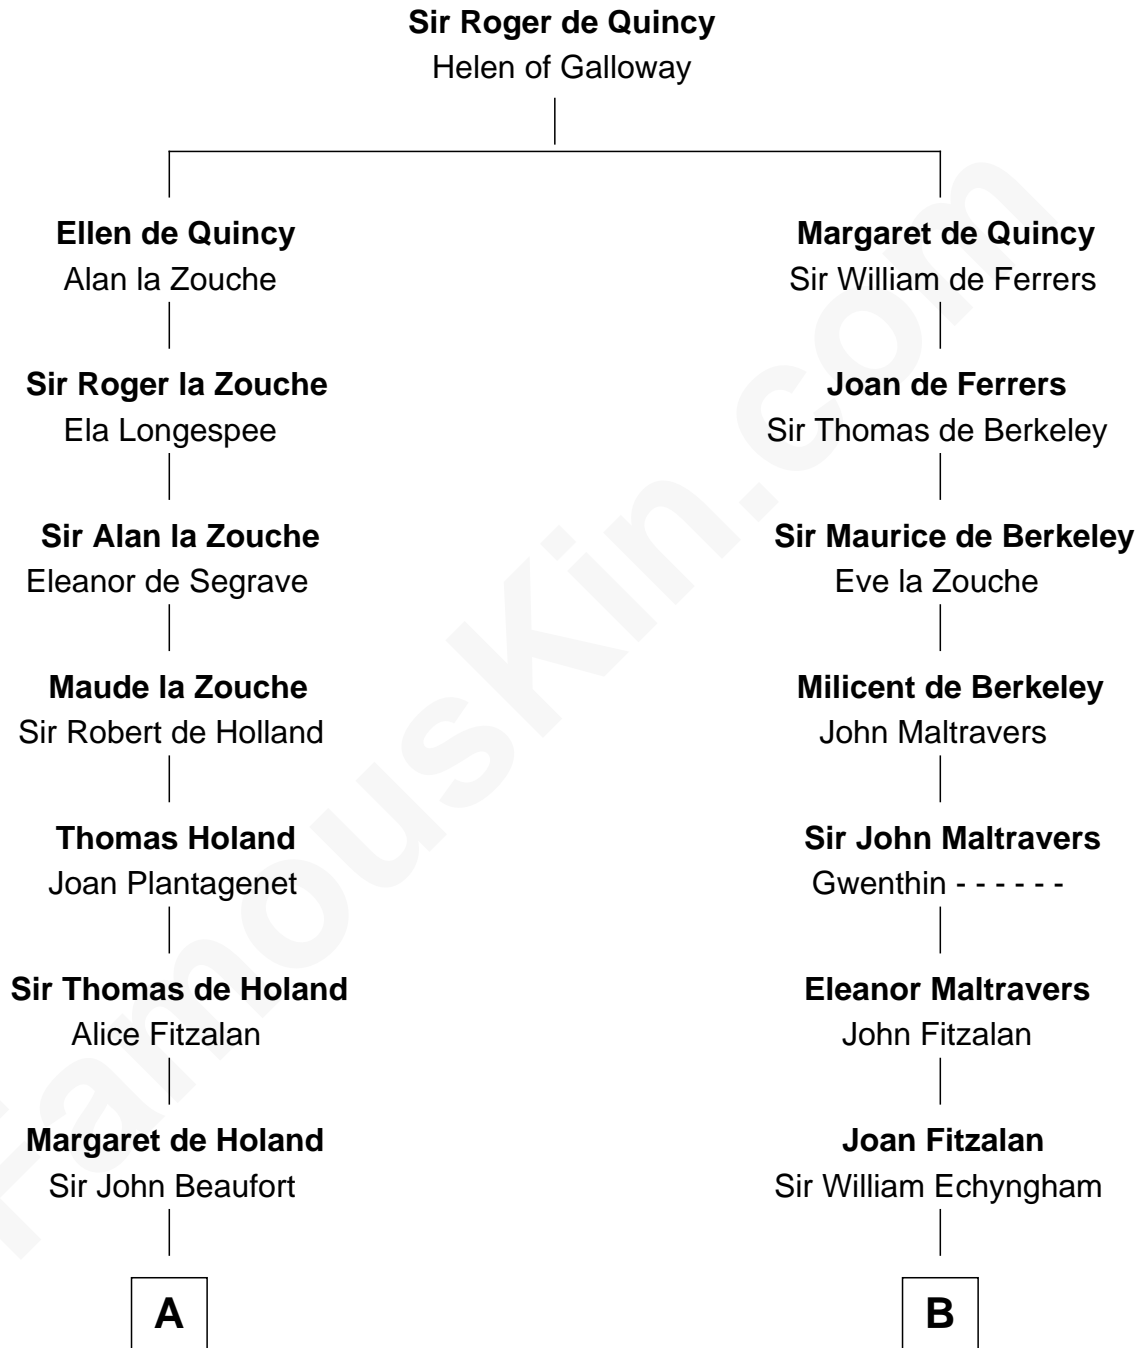 Sir Roger de Quincy
Helen of Galloway
Ellen de Quincy
Alan la Zouche
Margaret de Quincy
Sir William de Ferrers
Sir Roger la Zouche
Ela Longespee
Joan de Ferrers
Sir Thomas de Berkeley
Sir Alan la Zouche
Eleanor de Segrave
Sir Maurice de Berkeley
Eve la Zouche
Maude la Zouche
Sir Robert de Holland
Milicent de Berkeley
John Maltravers
Thomas Holand
Joan Plantagenet
Sir John Maltravers
Gwenthin - - - - - -
Sir Thomas de Holand
Alice Fitzalan
Eleanor Maltravers
John Fitzalan
Margaret de Holand
Sir John Beaufort
Joan Fitzalan
Sir William Echyngham
A
B
FamousKin.com